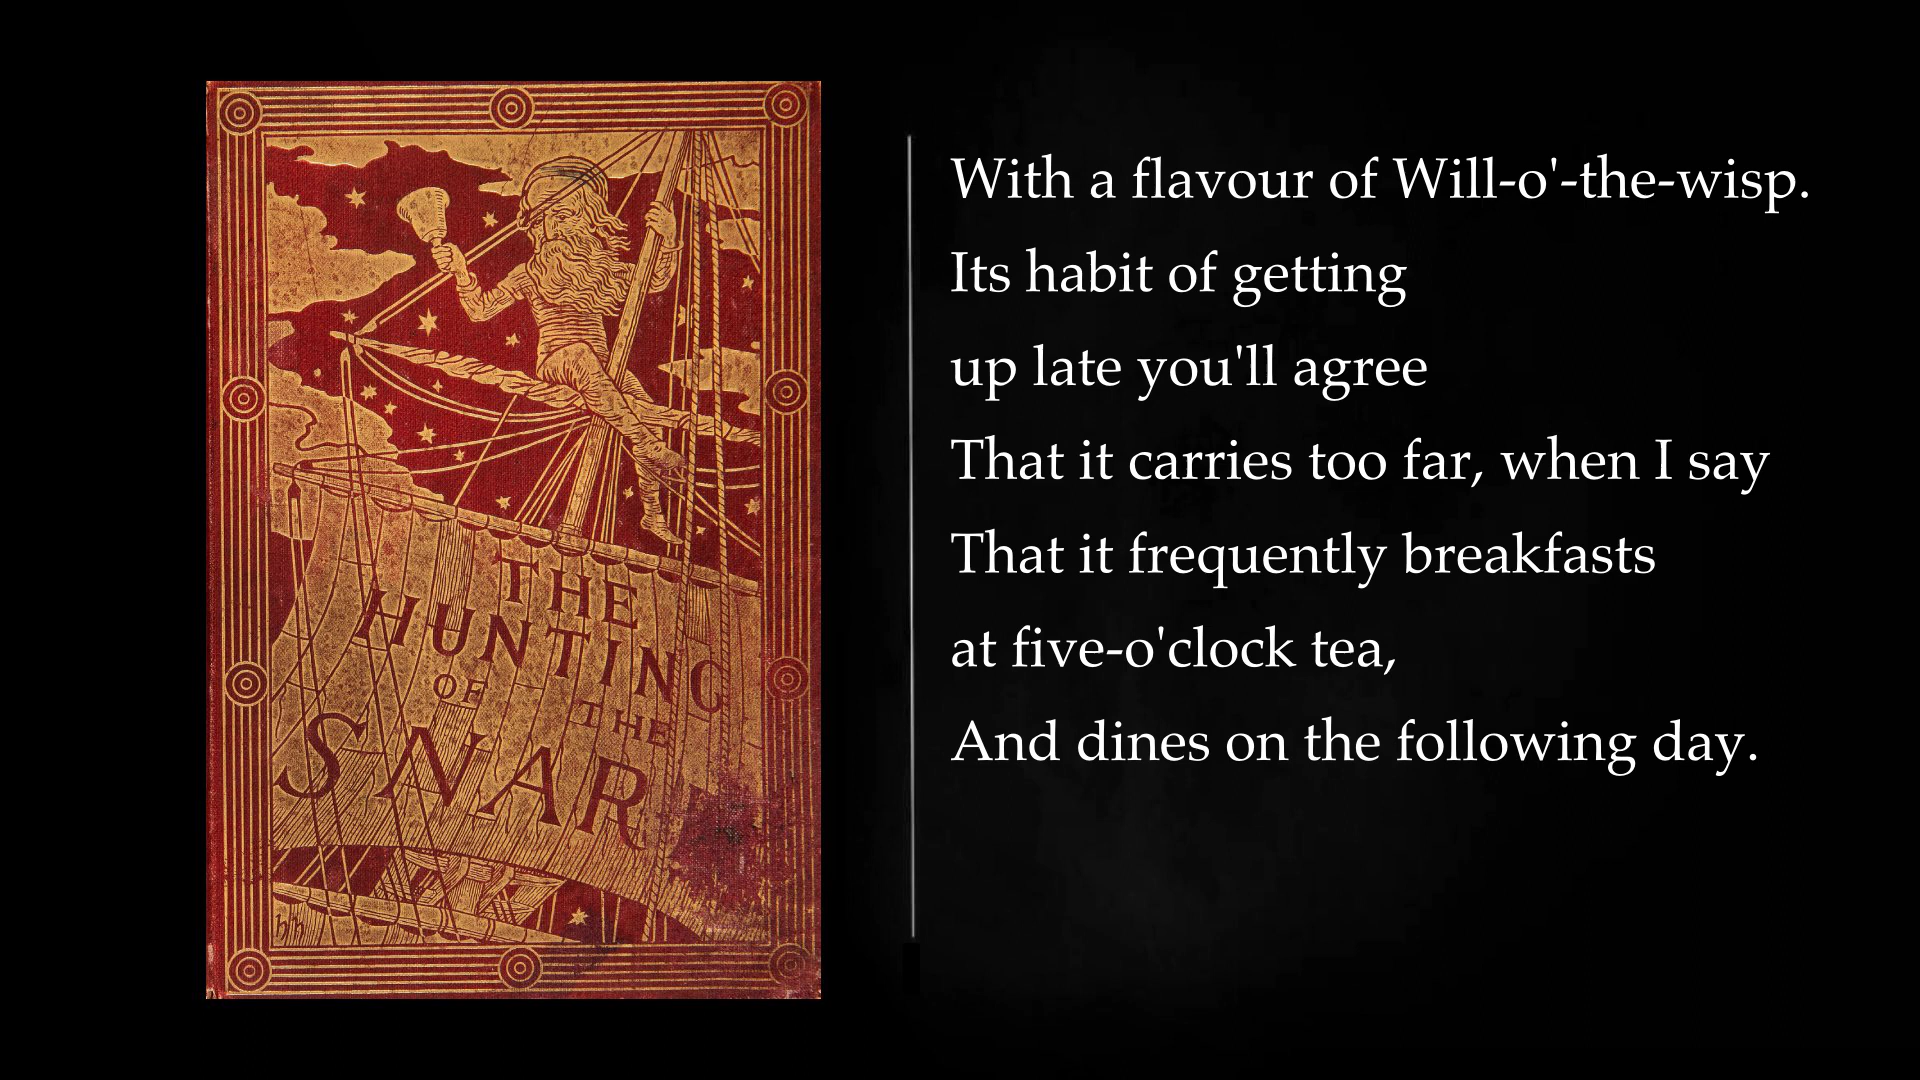 THE
HUNTING
OF THE
SNAR
With a flavour of Will-o'-the-wisp.
Its habit of getting
up late you'll agree
That it carries too far, when I say
That it frequently breakfasts
at five-o'clock tea,
And dines on the following day.